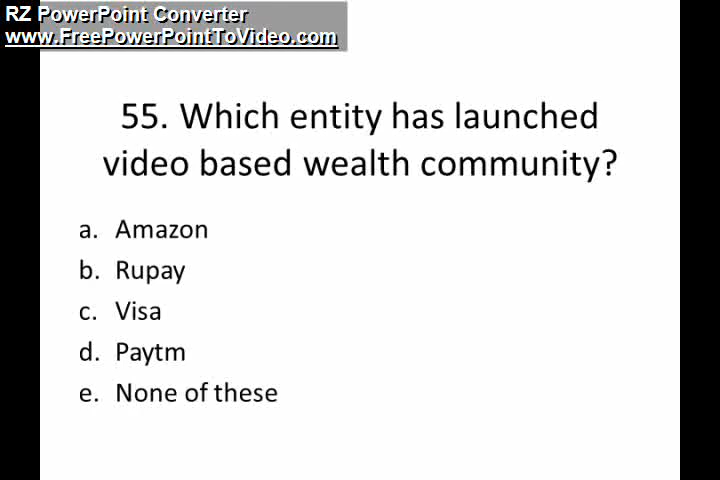 RZ PowerPoint Converter
www.FreePowerPointToVideo.com
55. Which entity has launched
video based wealth community?
a. Amazon
b. Rupay
c. Visa
d. Paytm
e. None of these